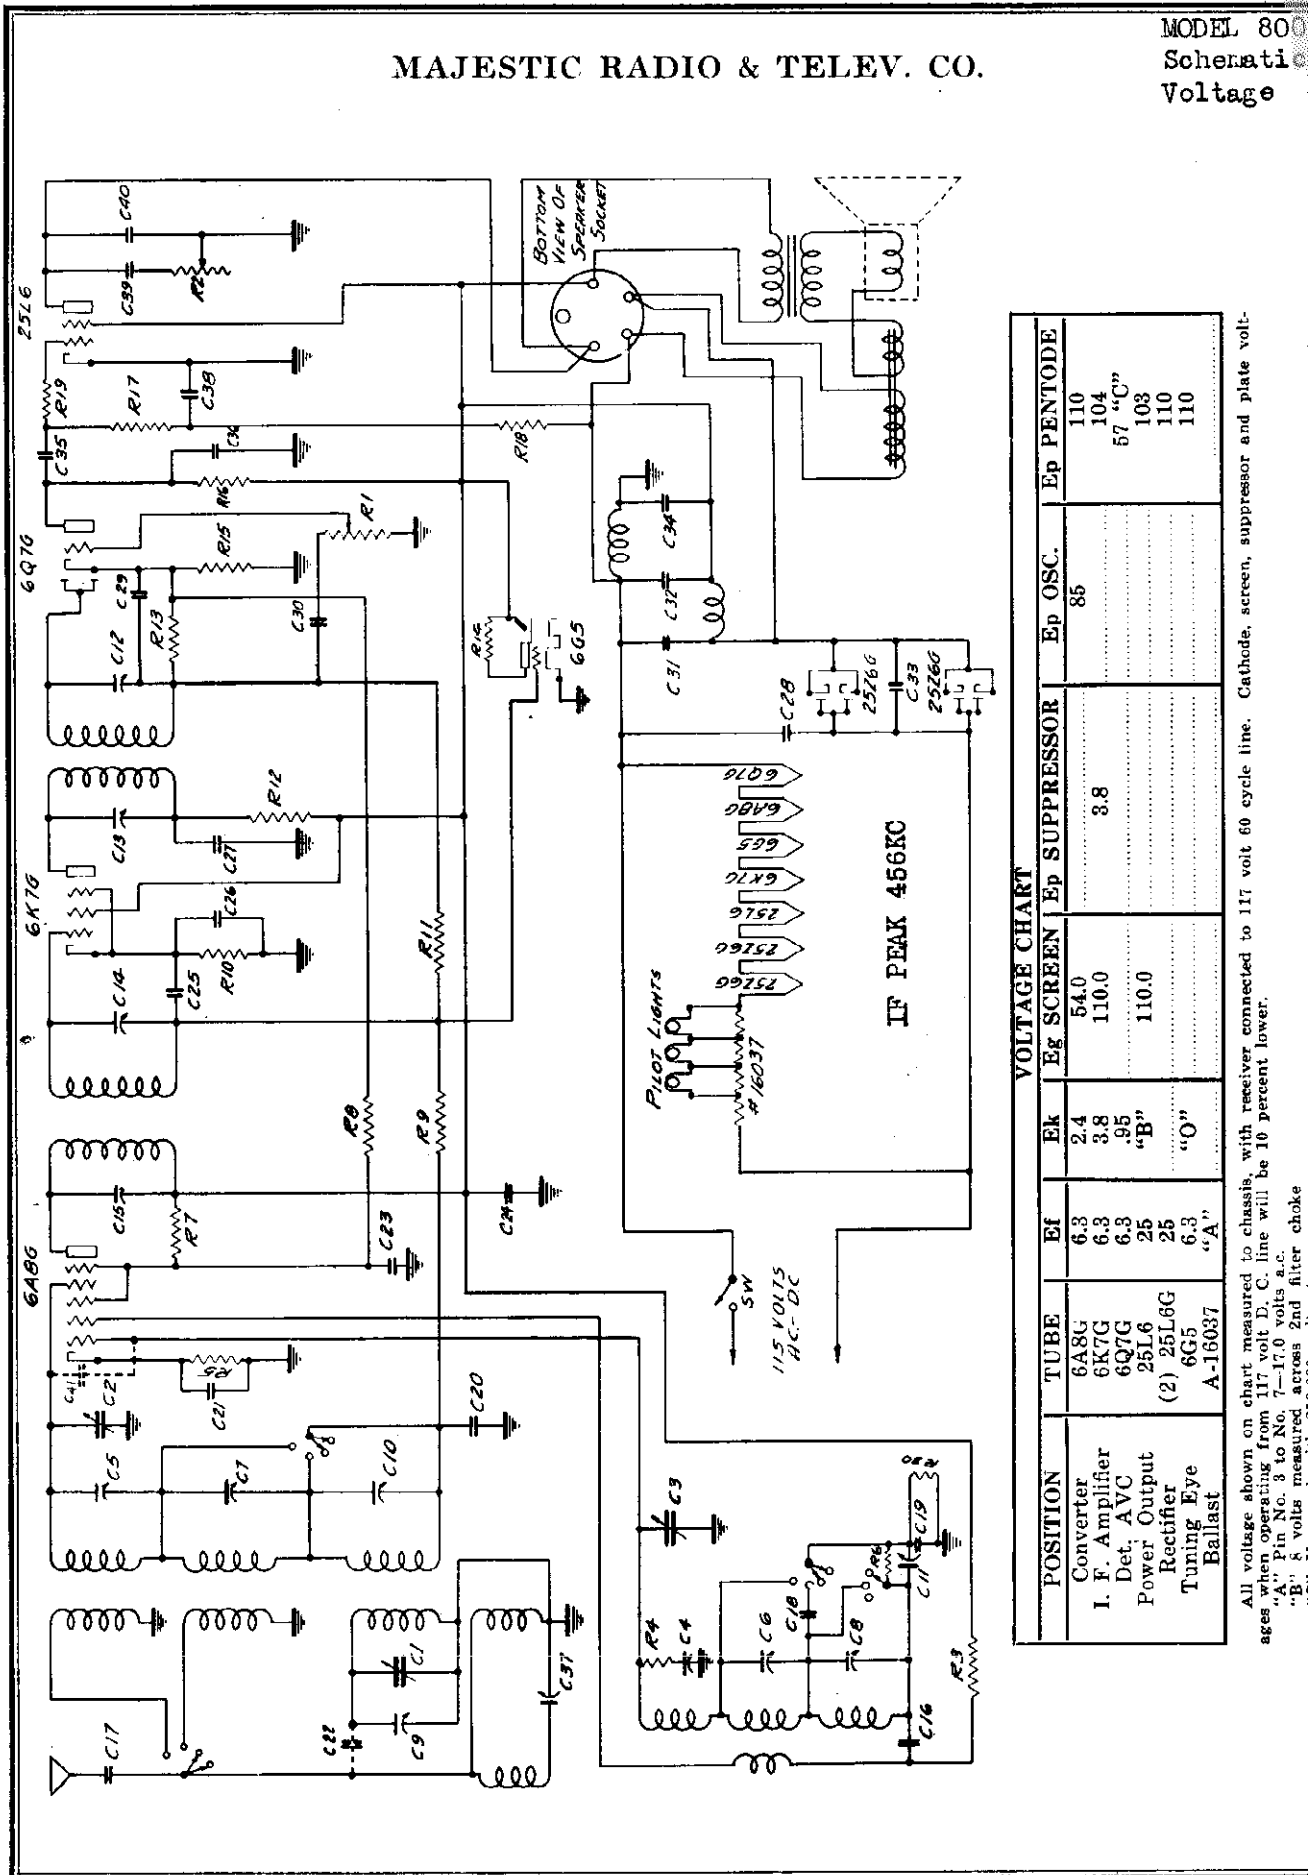 MAJESTIC RADIO & TELEV. CO.
MODEL 80
Schemati
Voltage
6A8G
6K7G
6Q7G
25L6
C17
C22
C9
C1
C37
C5
C7
C10
C2
C41
C21
R5
C20
C15
R7
C23
C24
R8
R9
C14
C25
R10
C26
C27
C13
R12
R11
C12
C29
R13
R15
C30
R1
R16
C36
C35
R19
R17
C38
R18
C39
R2
C40
R14
6G5
BOTTOM
VIEW OF
SPEAKER
SOCKET
C34
C32
C31
C28
25Z6G
C33
25Z6G
6Q7G
6A8G
6G5
6K7G
25L6
25Z6G
25Z6G
PILOT LIGHTS
#16037
IF PEAK 456KC
SW
115 VOLTS
AC.-DC
C3
R4
C4
C6
C18
C8
R6
C11
C19
R20
C16
R3
VOLTAGE CHART
POSITION TUBE Ef Ek Eg SCREEN Ep SUPPRESSOR Ep OSC. Ep PENTODE
Converter 6A8G 6.3 2.4 54.0 85 110
I. F. Amplifier 6K7G 6.3 3.8 110.0 3.8 104
Det. AVC 6Q7G 6.3 .95 57 "C"
Power Output 25L6 25 "B" 110.0 103
Rectifier (2) 25L6G 25 110
Tuning Eye 6G5 6.3 "O" 110
Ballast A-16037 "A"
All voltage shown on chart measured to chassis, with receiver connected to 117 volt 60 cycle line. Cathode, screen, suppressor and plate volt-
ages when operating from 117 volt D. C. line will be 10 percent lower.
"A" Pin No. 3 to No. 7—17.0 volts a.c.
"B" 8 volts measured across 2nd filter choke